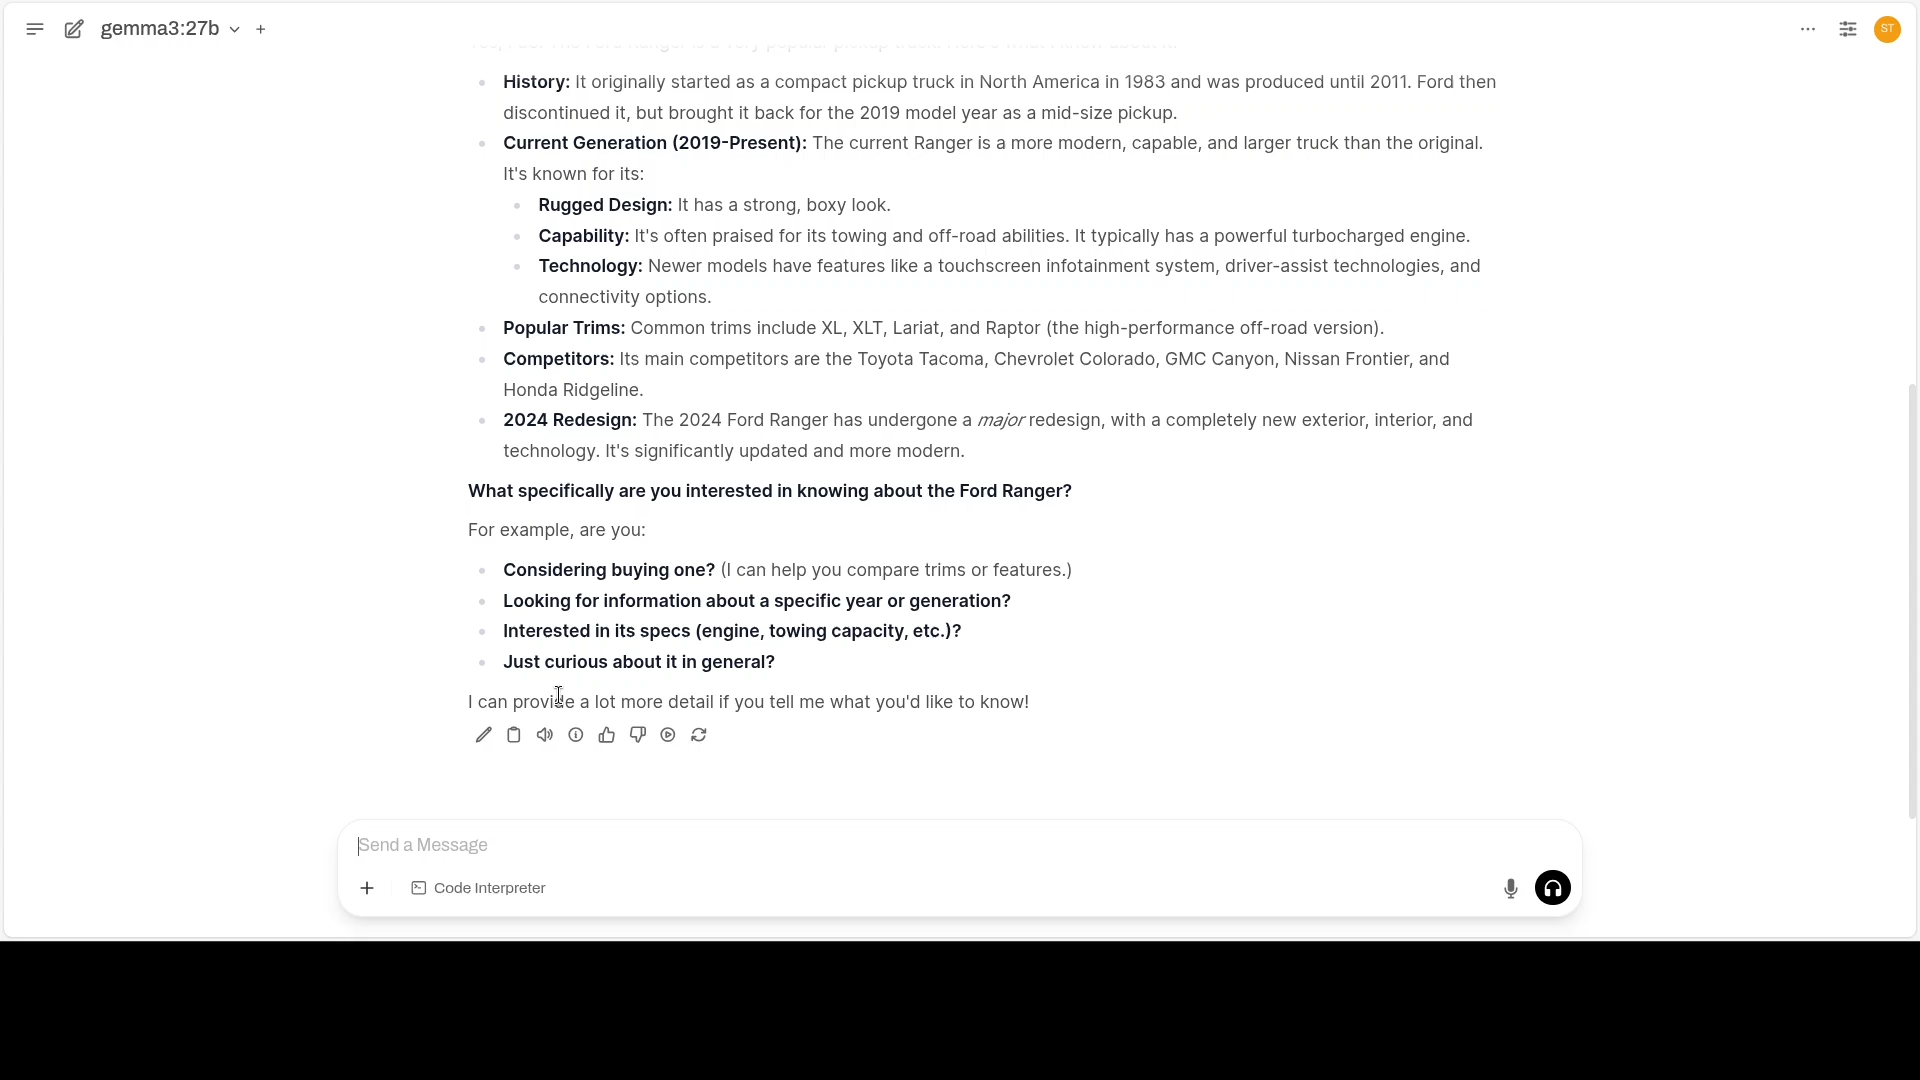 gemma3:27b
ST
History: It originally started as a compact pickup truck in North America in 1983 and was produced until 2011. Ford then
discontinued it, but brought it back for the 2019 model year as a mid-size pickup.
Current Generation (2019-Present): The current Ranger is a more modern, capable, and larger truck than the original.
It's known for its:
Rugged Design: It has a strong, boxy look.
Capability: It's often praised for its towing and off-road abilities. It typically has a powerful turbocharged engine.
Technology: Newer models have features like a touchscreen infotainment system, driver-assist technologies, and
connectivity options.
Popular Trims: Common trims include XL, XLT, Lariat, and Raptor (the high-performance off-road version).
Competitors: Its main competitors are the Toyota Tacoma, Chevrolet Colorado, GMC Canyon, Nissan Frontier, and
Honda Ridgeline.
2024 Redesign: The 2024 Ford Ranger has undergone a major redesign, with a completely new exterior, interior, and
technology. It's significantly updated and more modern.
What specifically are you interested in knowing about the Ford Ranger?
For example, are you:
Considering buying one? (I can help you compare trims or features.)
Looking for information about a specific year or generation?
Interested in its specs (engine, towing capacity, etc.)?
Just curious about it in general?
I can provide a lot more detail if you tell me what you'd like to know!
Send a Message
Code Interpreter